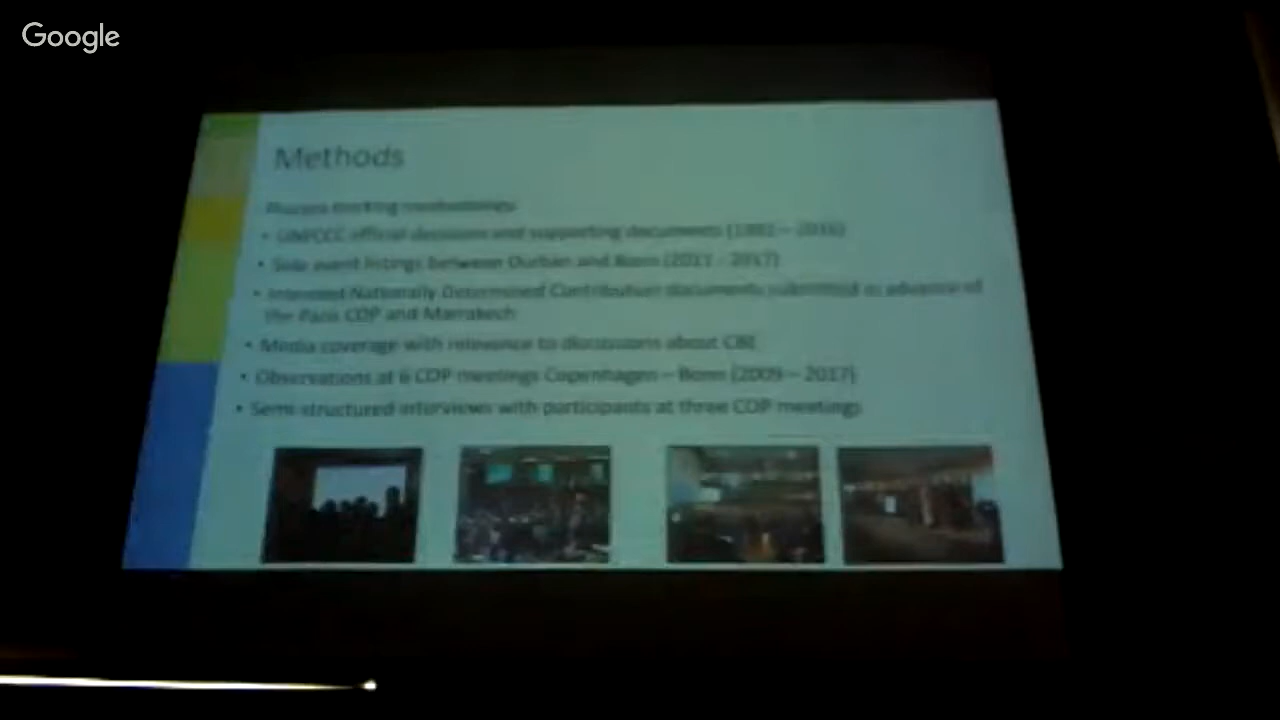 Google
Methods
Process tracking methodology
• UNFCCC official decisions and supporting documents (1992 – 2016)
• Side event listings between Durban and Bonn (2011 - 2017)
• Intended Nationally Determined Contribution documents submitted in advance of
the Paris COP and Marrakech
• Media coverage with relevance to discussions about
• Observations at 6 COP meetings Copenhagen – Bonn (2009 – 2017)
• Semi-structured interviews with participants at three COP meetings